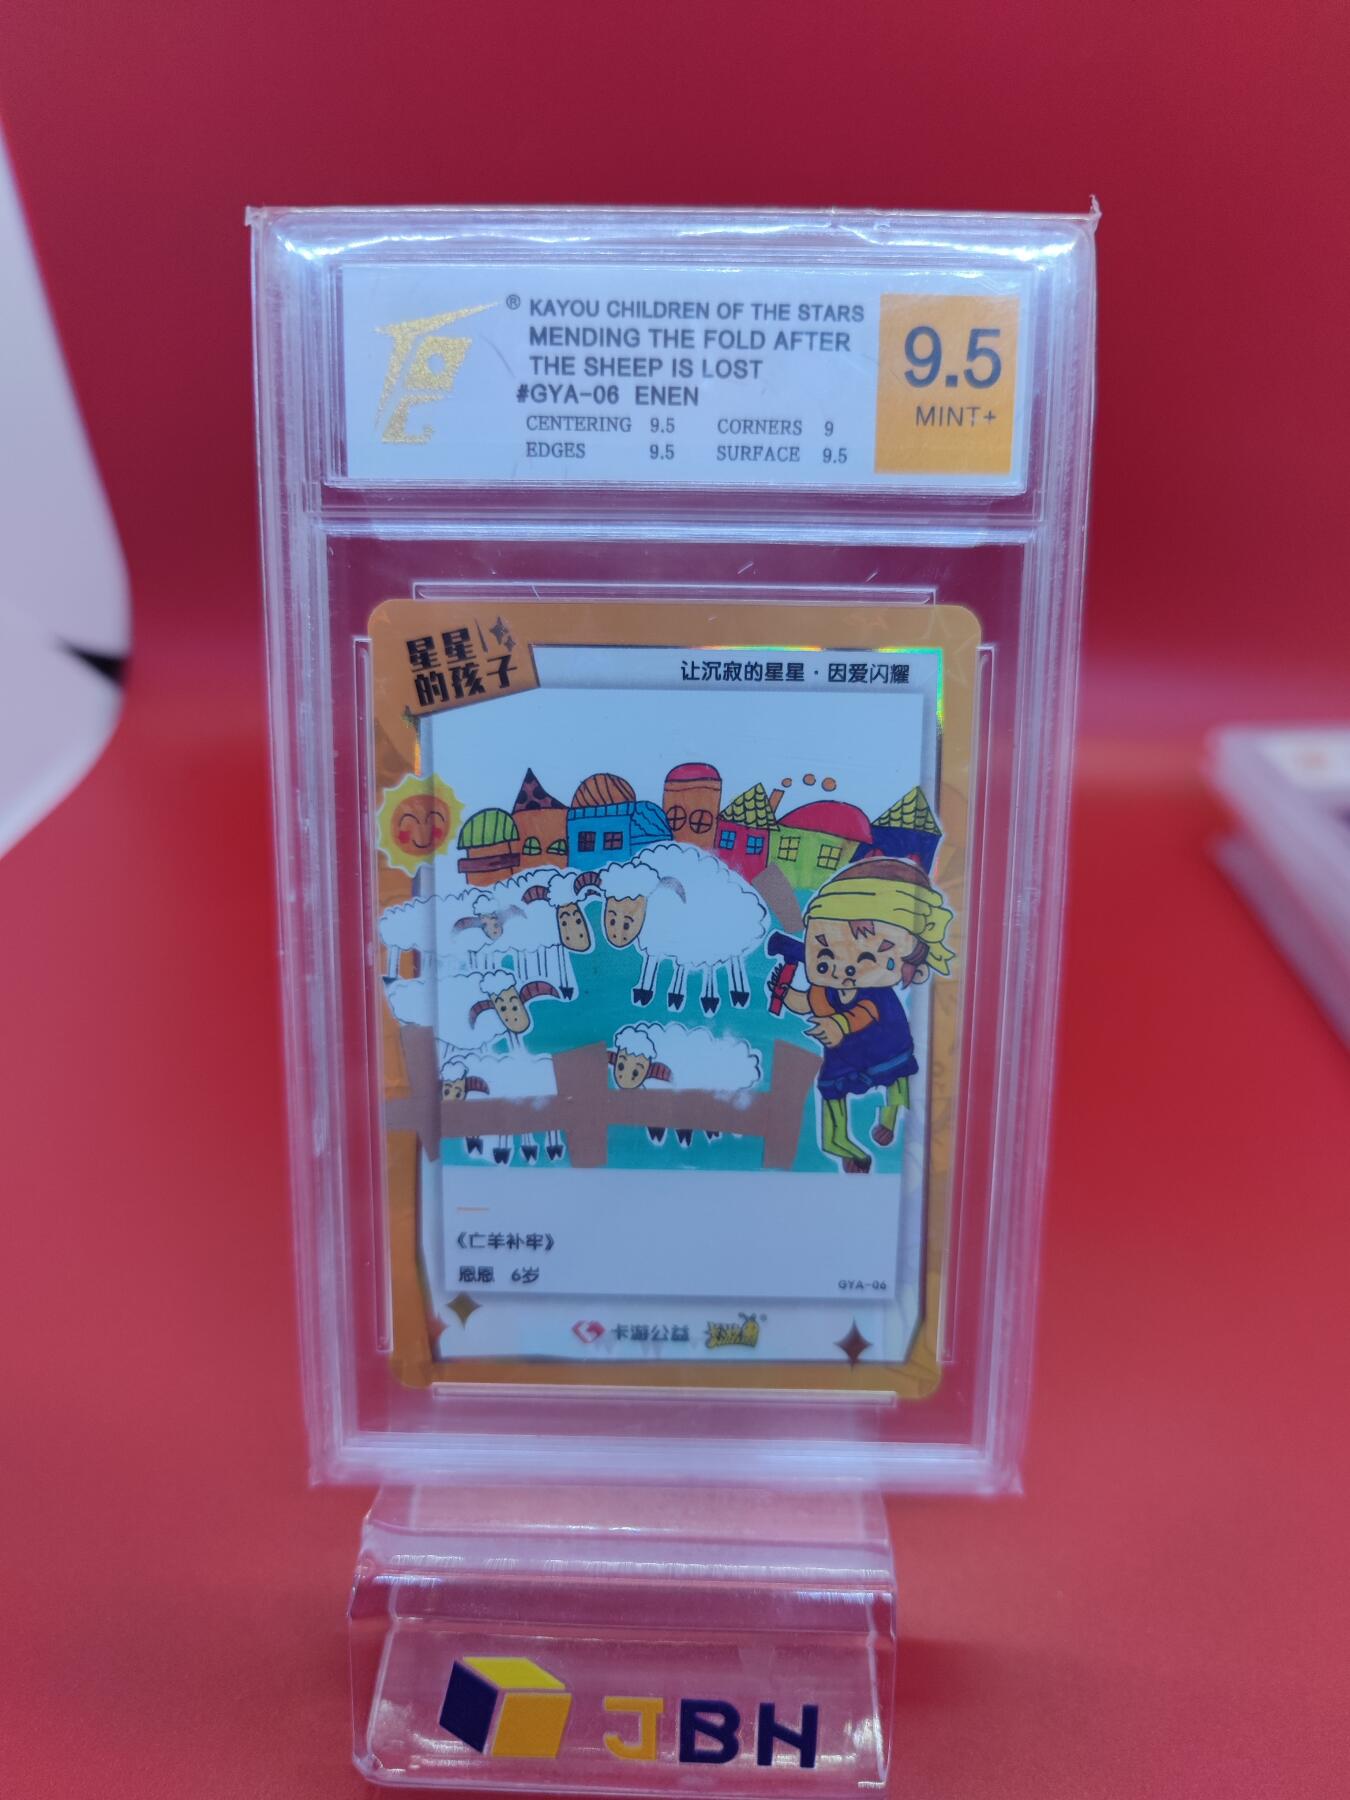 ® KAYOU CHILDREN OF THE STARS
MENDING THE FOLD AFTER
THE SHEEP IS LOST
#GYA-06 ENEN
CENTERING 9.5 CORNERS 9
EDGES 9.5 SURFACE 9.5
9.5
MINT+
星星
的孩子
让沉寂的星星·因爱闪耀
《亡羊补牢》
恩恩 6岁
GYA-06
卡游公益
JBH